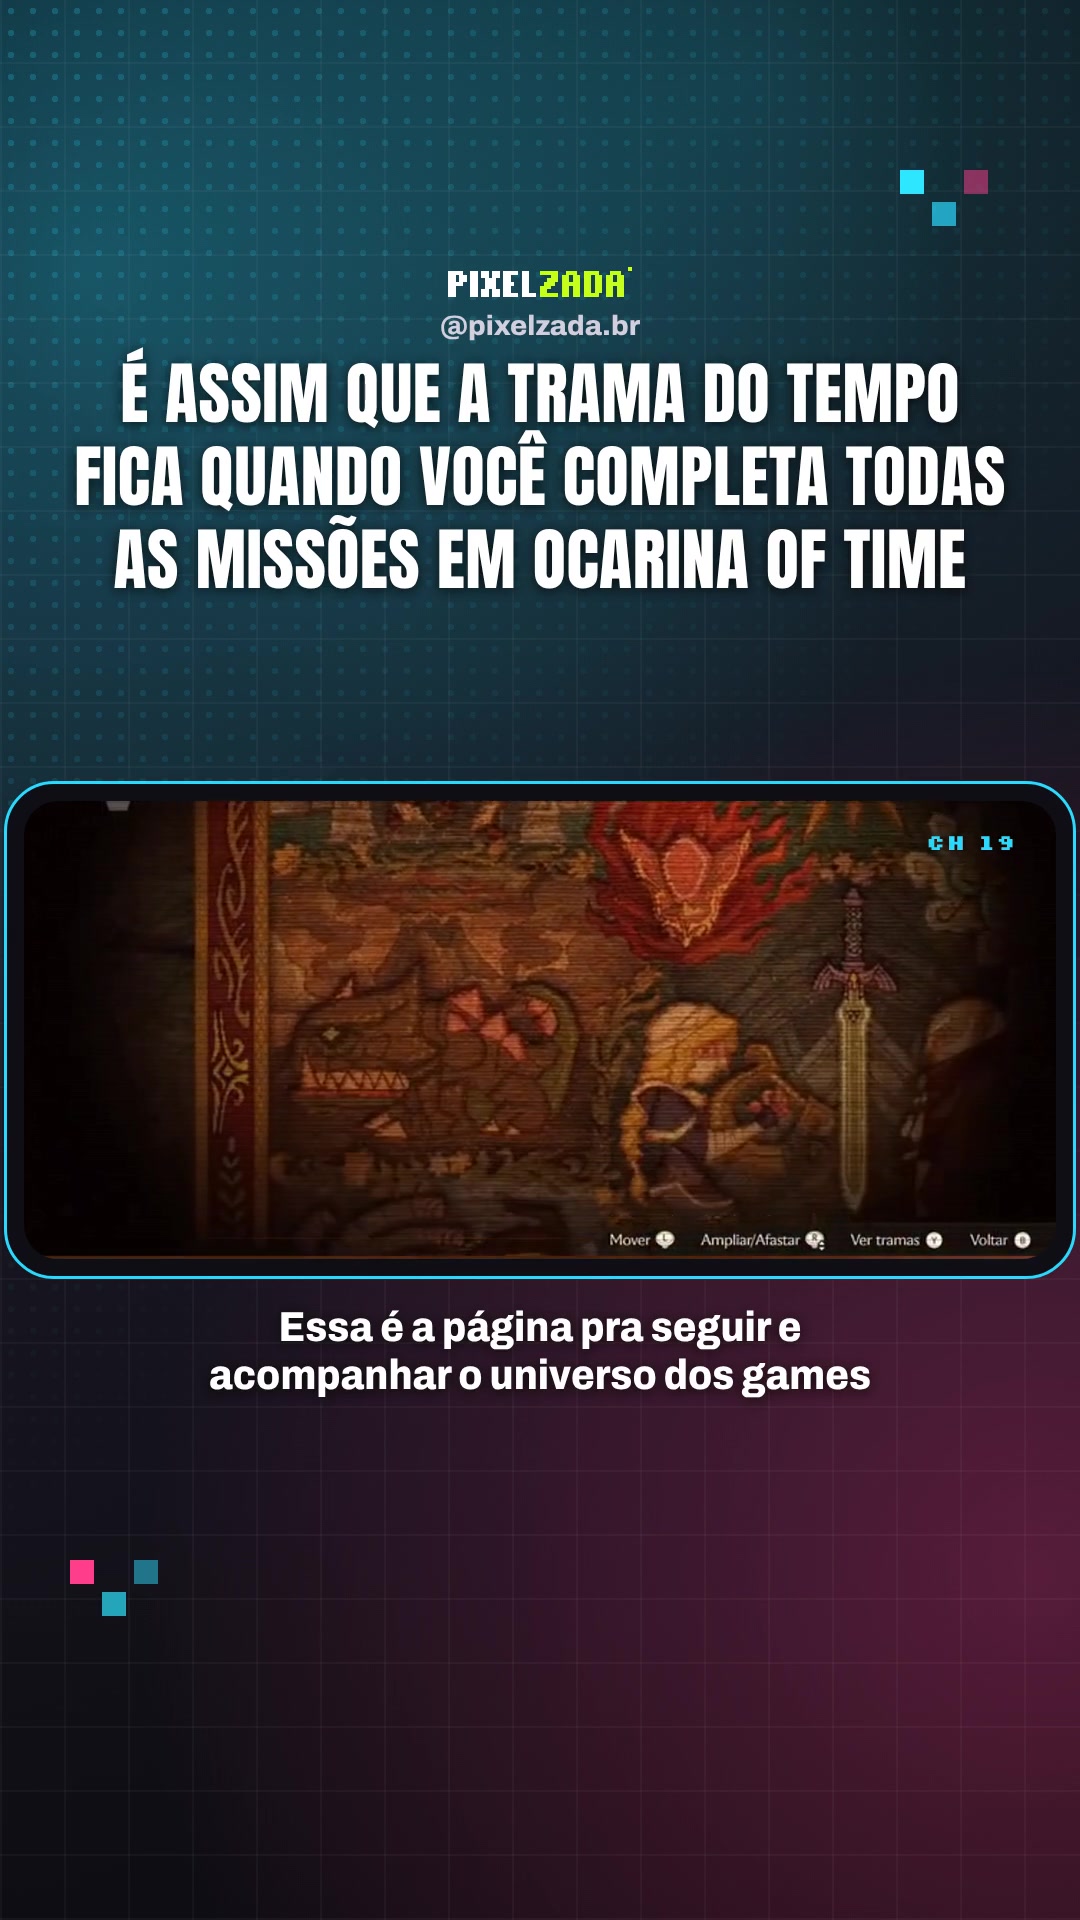 PIXELZADA
@pixelzada.br
É ASSIM QUE A TRAMA DO TEMPO
FICA QUANDO VOCÊ COMPLETA TODAS
AS MISSÕES EM OCARINA OF TIME
CH 19
Mover L Ampliar/Afastar R Ver tramas Y Voltar B
Essa é a página pra seguir e
acompanhar o universo dos games